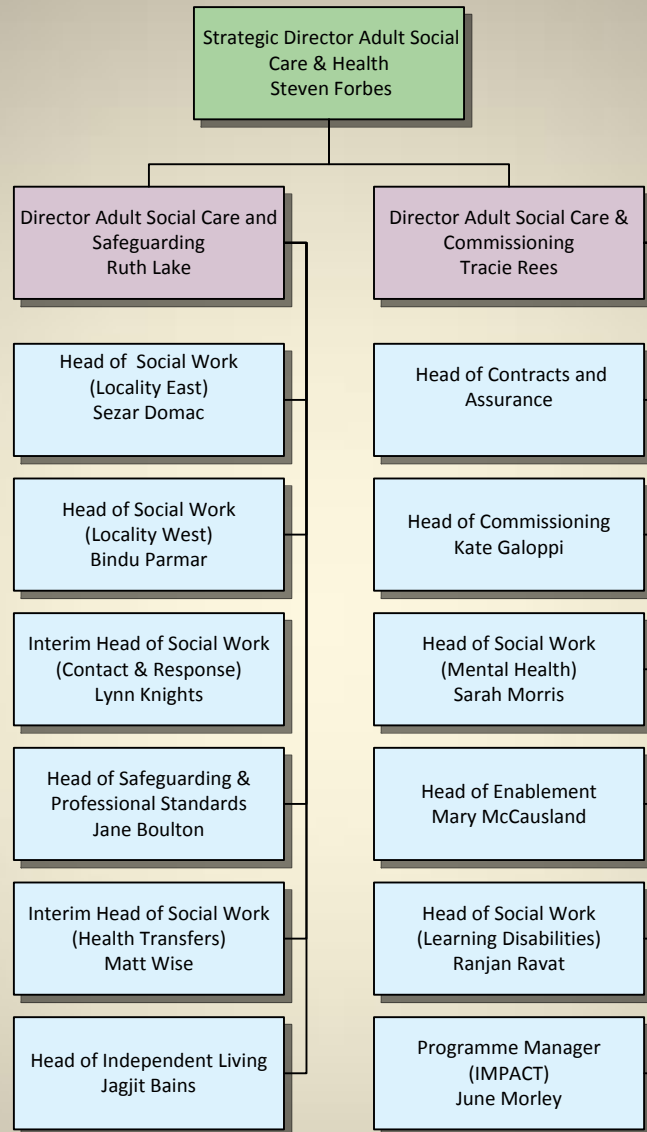 Strategic Director Adult Social
Care & Health
Steven Forbes
Director Adult Social Care and
Safeguarding
Ruth Lake
Director Adult Social Care &
Commissioning
Tracie Rees
Head of Social Work
(Locality East)
Sezar Domac
Head of Social Work
(Locality West)
Bindu Parmar
Interim Head of Social Work
(Contact & Response)
Lynn Knights
Head of Safeguarding &
Professional Standards
Jane Boulton
Interim Head of Social Work
(Health Transfers)
Matt Wise
Head of Independent Living
Jagjit Bains
Head of Contracts and
Assurance
Head of Commissioning
Kate Galoppi
Head of Social Work
(Mental Health)
Sarah Morris
Head of Enablement
Mary McCausland
Head of Social Work
(Learning Disabilities)
Ranjan Ravat
Programme Manager
(IMPACT)
June Morley